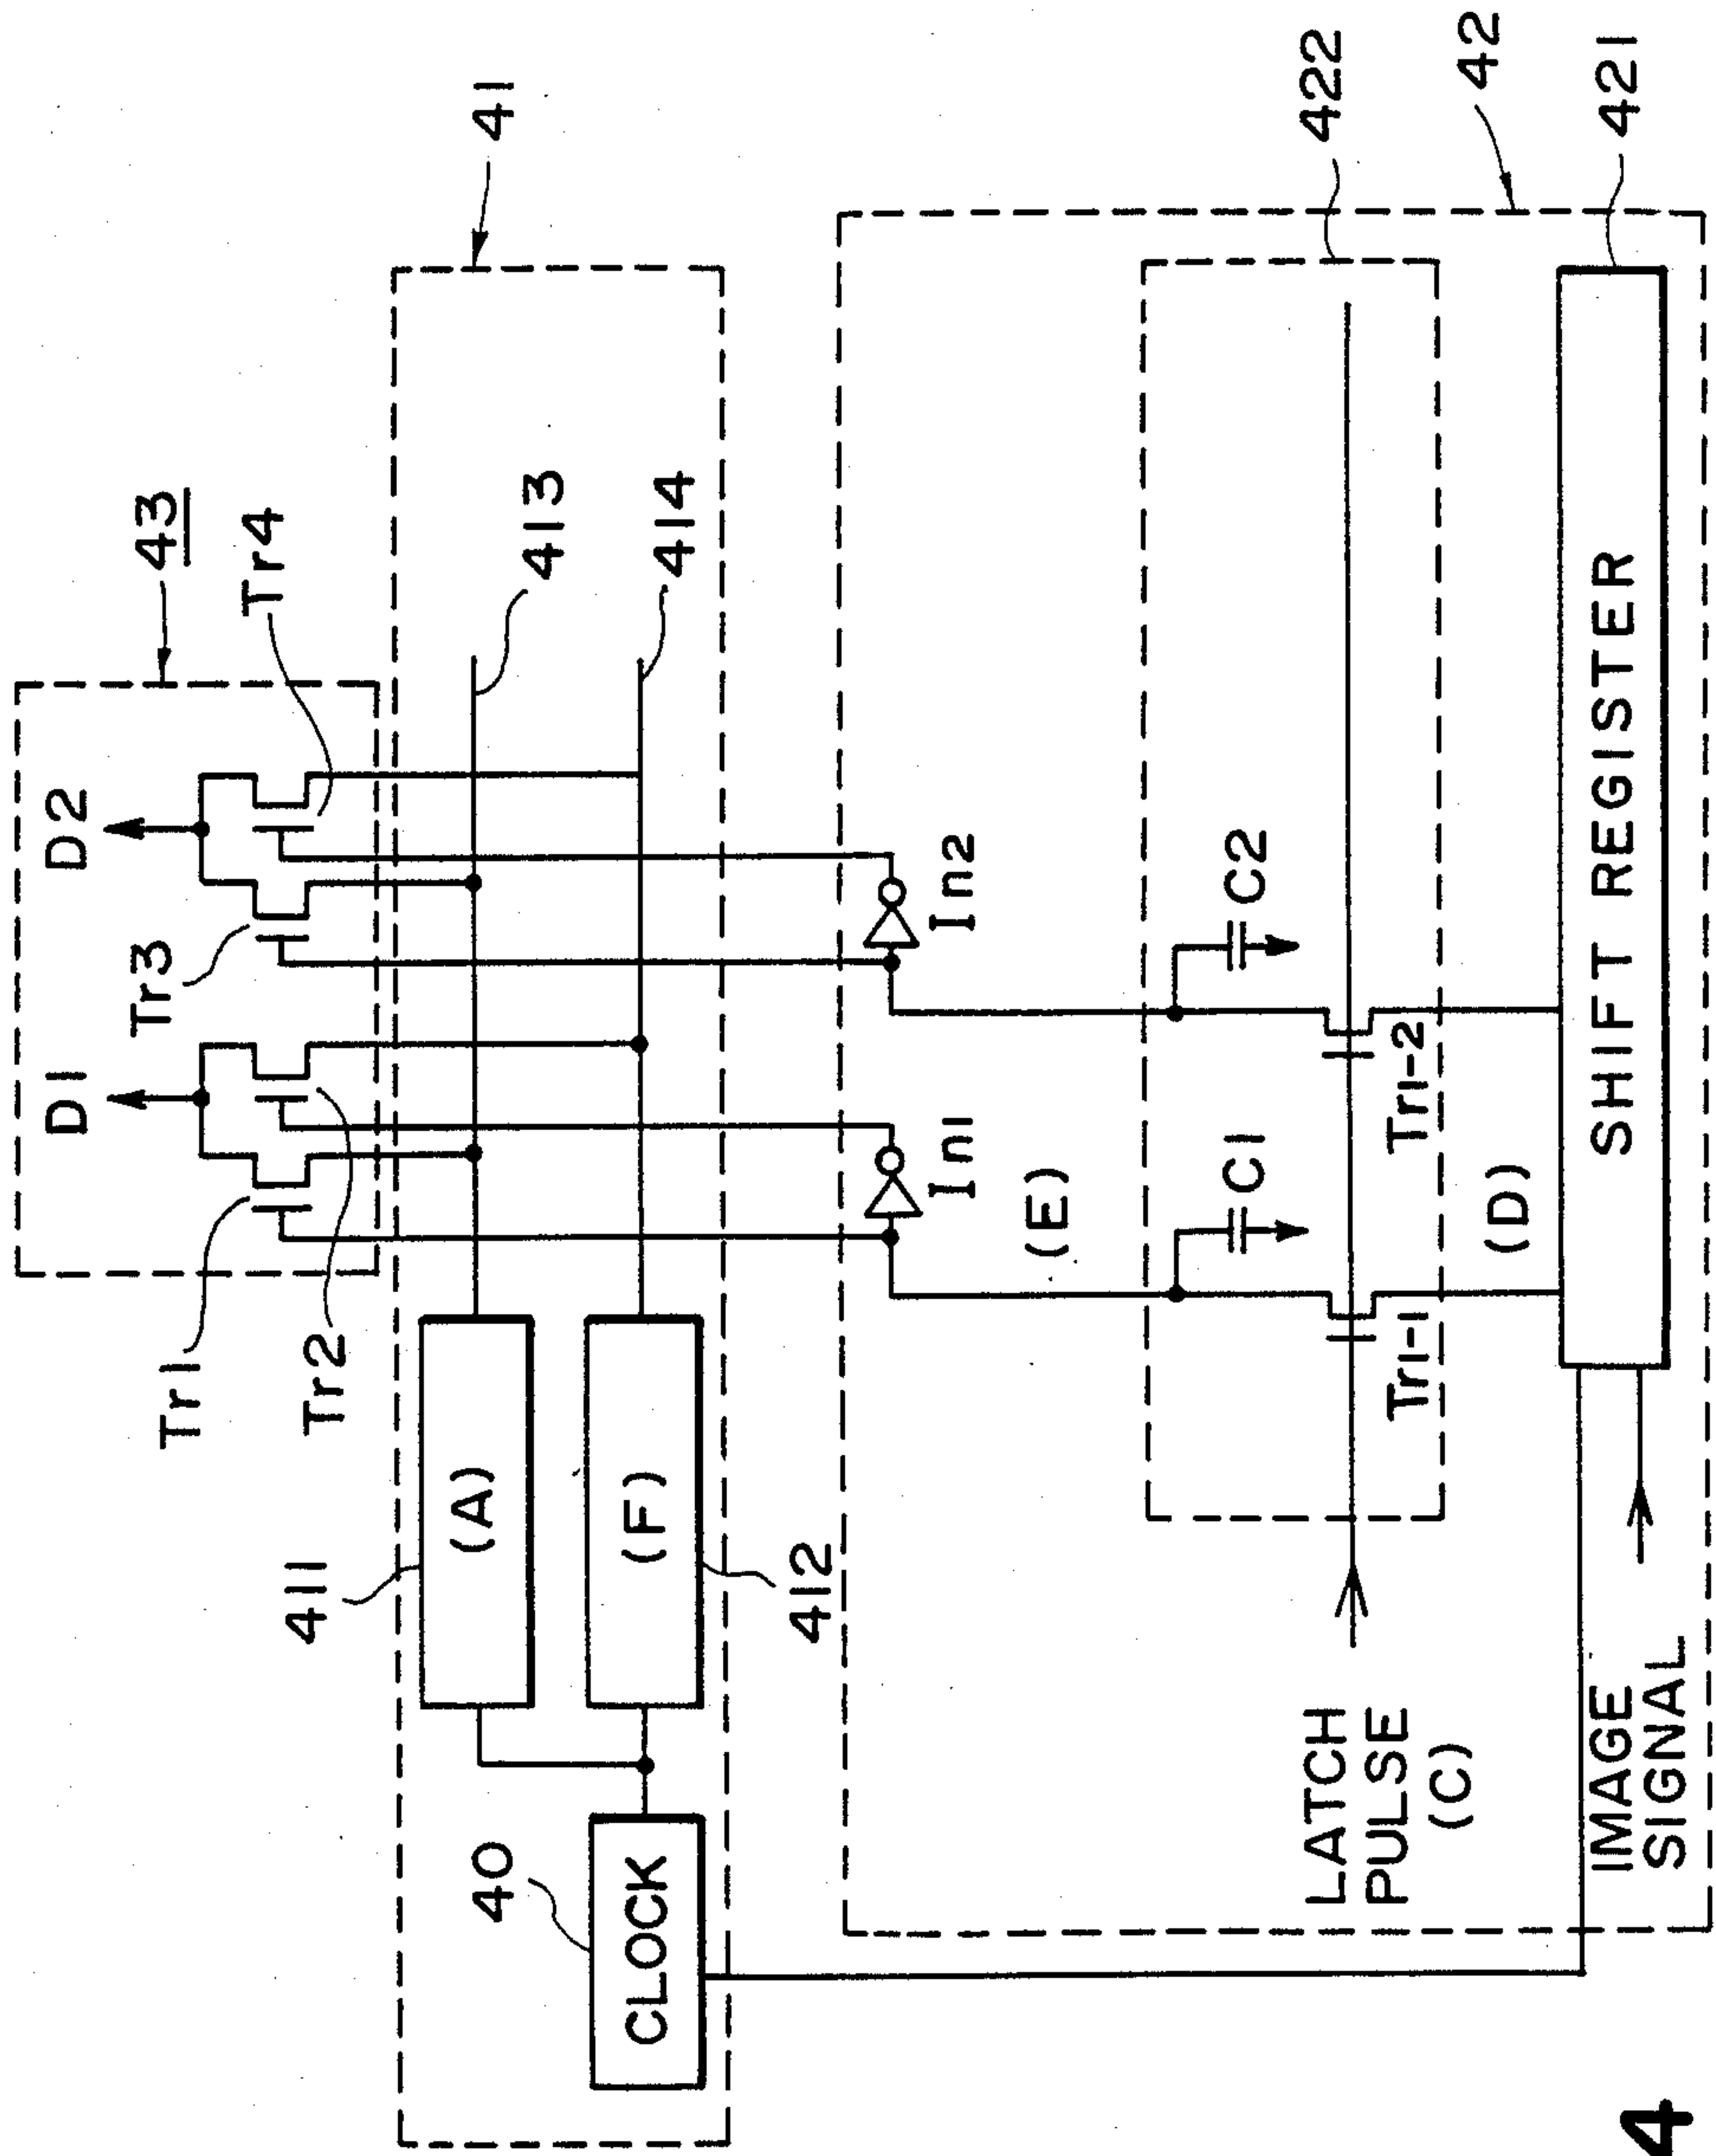 43
D1
D2
Tr1
Tr2
Tr3
Tr4
41
411
(A)
413
40
CLOCK
(F)
412
414
In1
In2
(E)
C1
C2
422
LATCH
PULSE
(C)
Tr1-1
Tr1-2
42
(D)
IMAGE
SIGNAL
SHIFT REGISTER
421
4